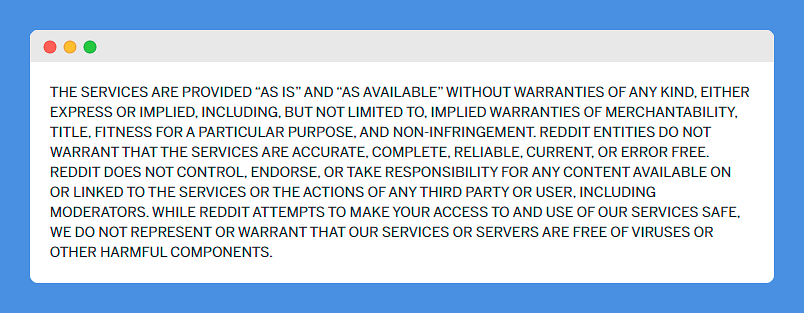 THE SERVICES ARE PROVIDED “AS IS” AND “AS AVAILABLE” WITHOUT WARRANTIES OF ANY KIND, EITHER
EXPRESS OR IMPLIED, INCLUDING, BUT NOT LIMITED TO, IMPLIED WARRANTIES OF MERCHANTABILITY,
TITLE, FITNESS FOR A PARTICULAR PURPOSE, AND NON-INFRINGEMENT. REDDIT ENTITIES DO NOT
WARRANT THAT THE SERVICES ARE ACCURATE, COMPLETE, RELIABLE, CURRENT, OR ERROR FREE.
REDDIT DOES NOT CONTROL, ENDORSE, OR TAKE RESPONSIBILITY FOR ANY CONTENT AVAILABLE ON
OR LINKED TO THE SERVICES OR THE ACTIONS OF ANY THIRD PARTY OR USER, INCLUDING
MODERATORS. WHILE REDDIT ATTEMPTS TO MAKE YOUR ACCESS TO AND USE OF OUR SERVICES SAFE,
WE DO NOT REPRESENT OR WARRANT THAT OUR SERVICES OR SERVERS ARE FREE OF VIRUSES OR
OTHER HARMFUL COMPONENTS.